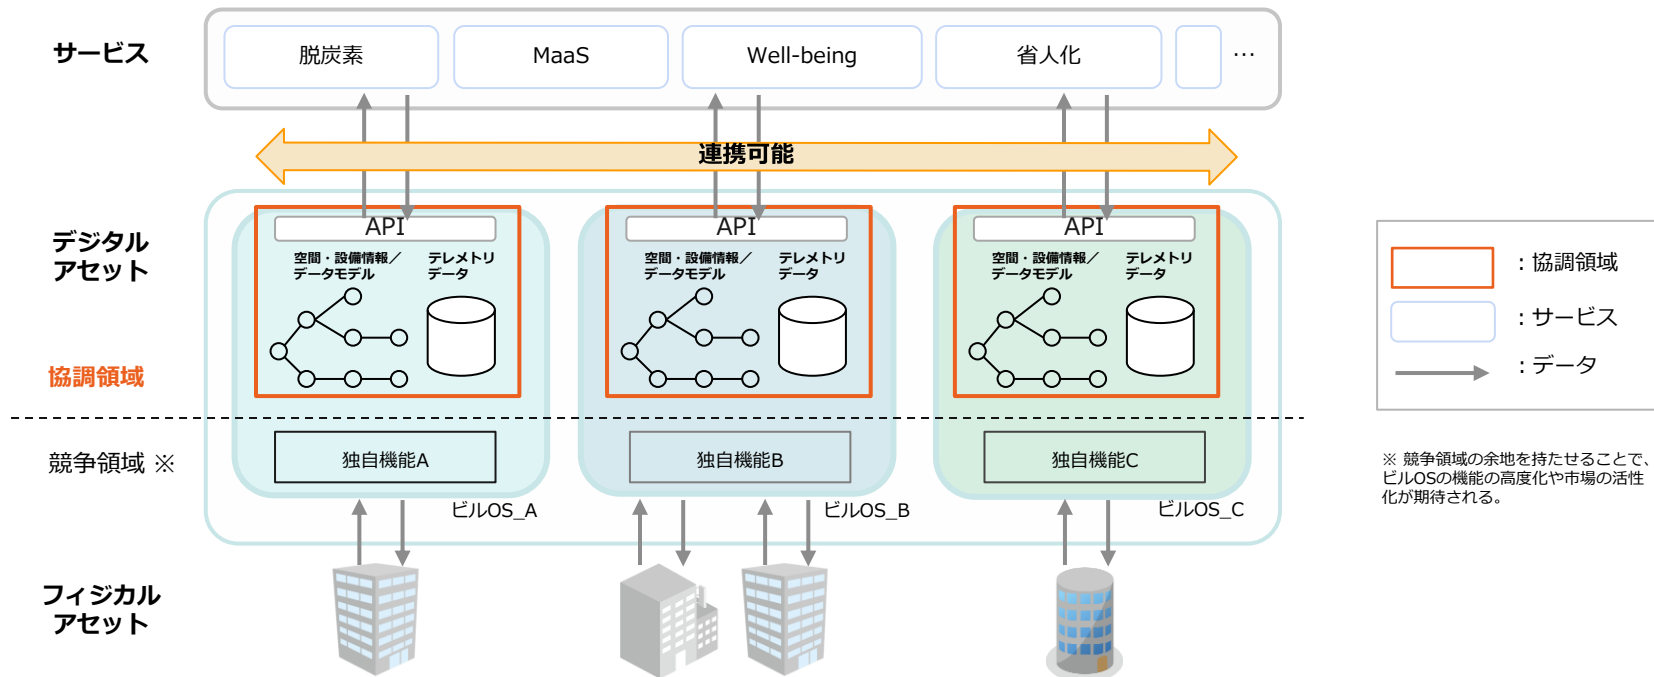 サービス
脱炭素
MaaS
Well-being
省人化
…
連携可能
デジタル
アセット
API
空間・設備情報／
データモデル
テレメトリ
データ
API
空間・設備情報／
データモデル
テレメトリ
データ
API
空間・設備情報／
データモデル
テレメトリ
データ
協調領域
競争領域 ※
独自機能A
独自機能B
独自機能C
ビルOS_A
ビルOS_B
ビルOS_C
フィジカル
アセット
：協調領域
：サービス
：データ
※ 競争領域の余地を持たせることで、
ビルOSの機能の高度化や市場の活性
化が期待される。